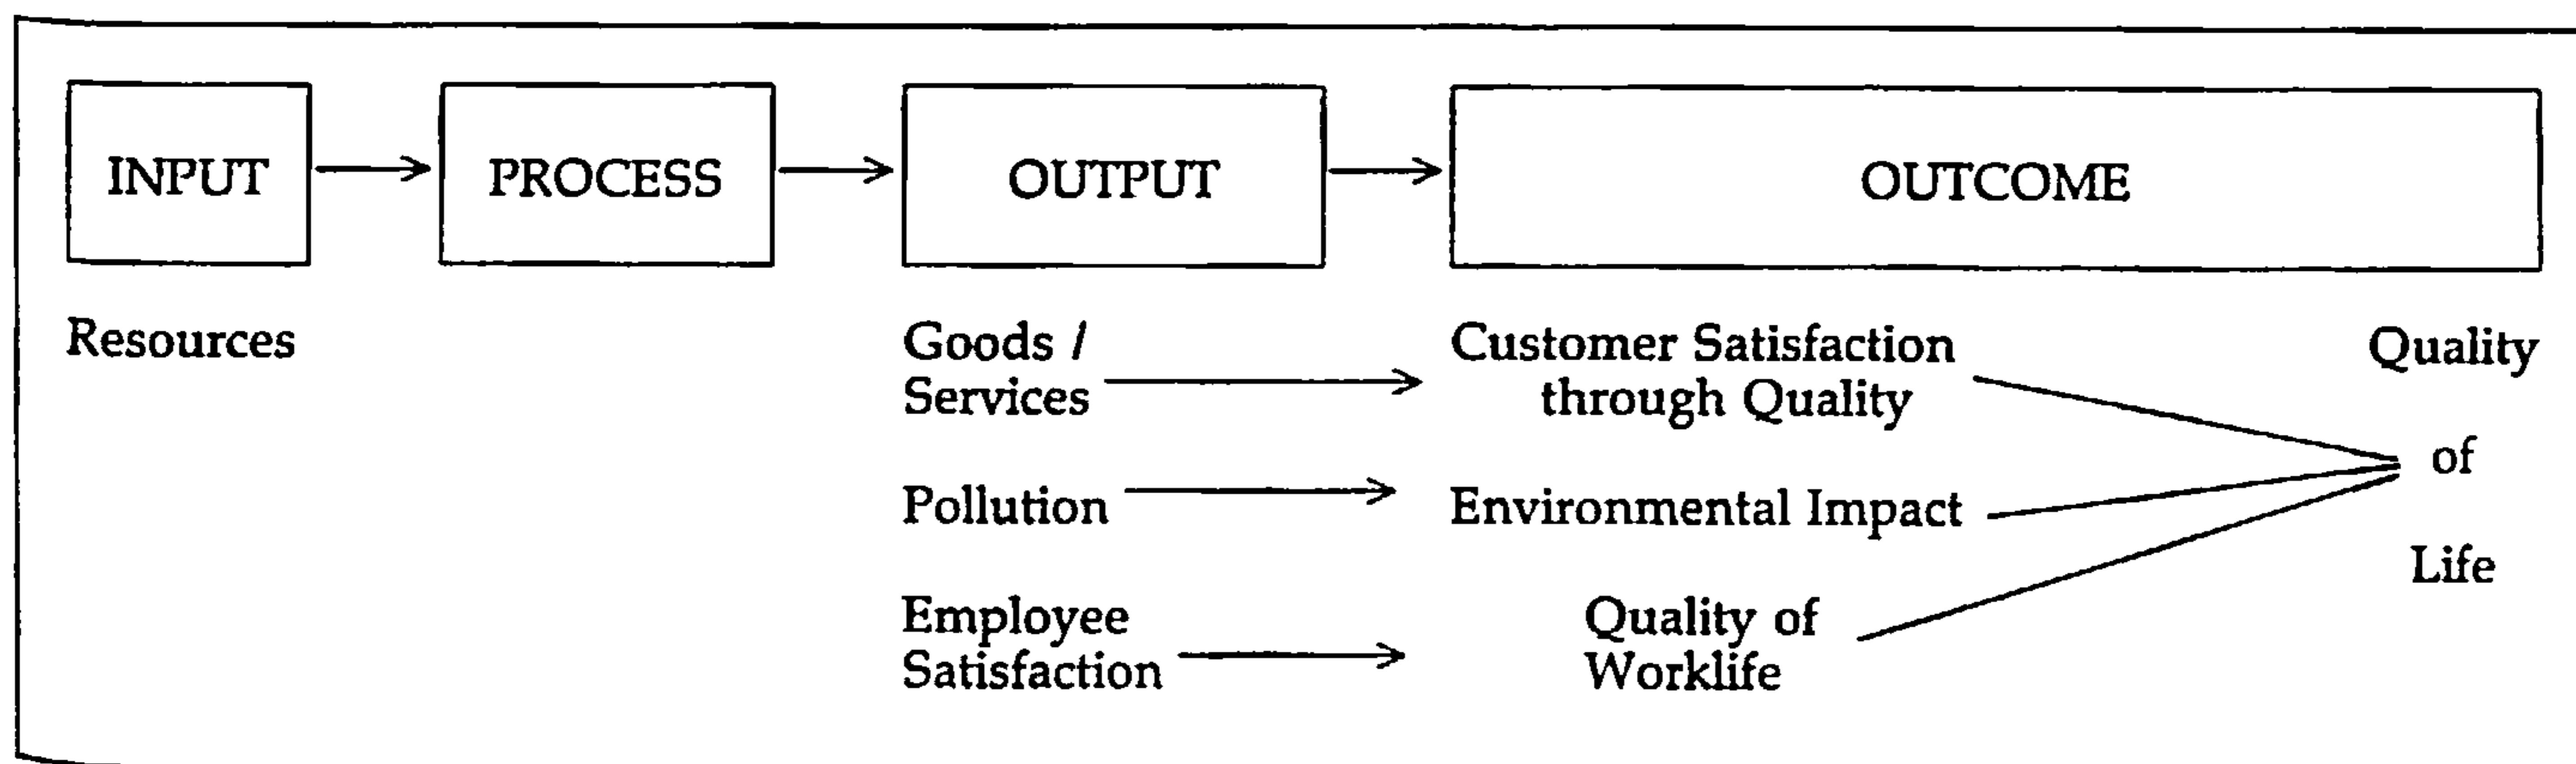 INPUT
PROCESS
OUTPUT
OUTCOME
Resources
Goods /
Services
Customer Satisfaction
through Quality
Quality
of
Life
Pollution
Environmental Impact
Employee
Satisfaction
Quality of
Worklife